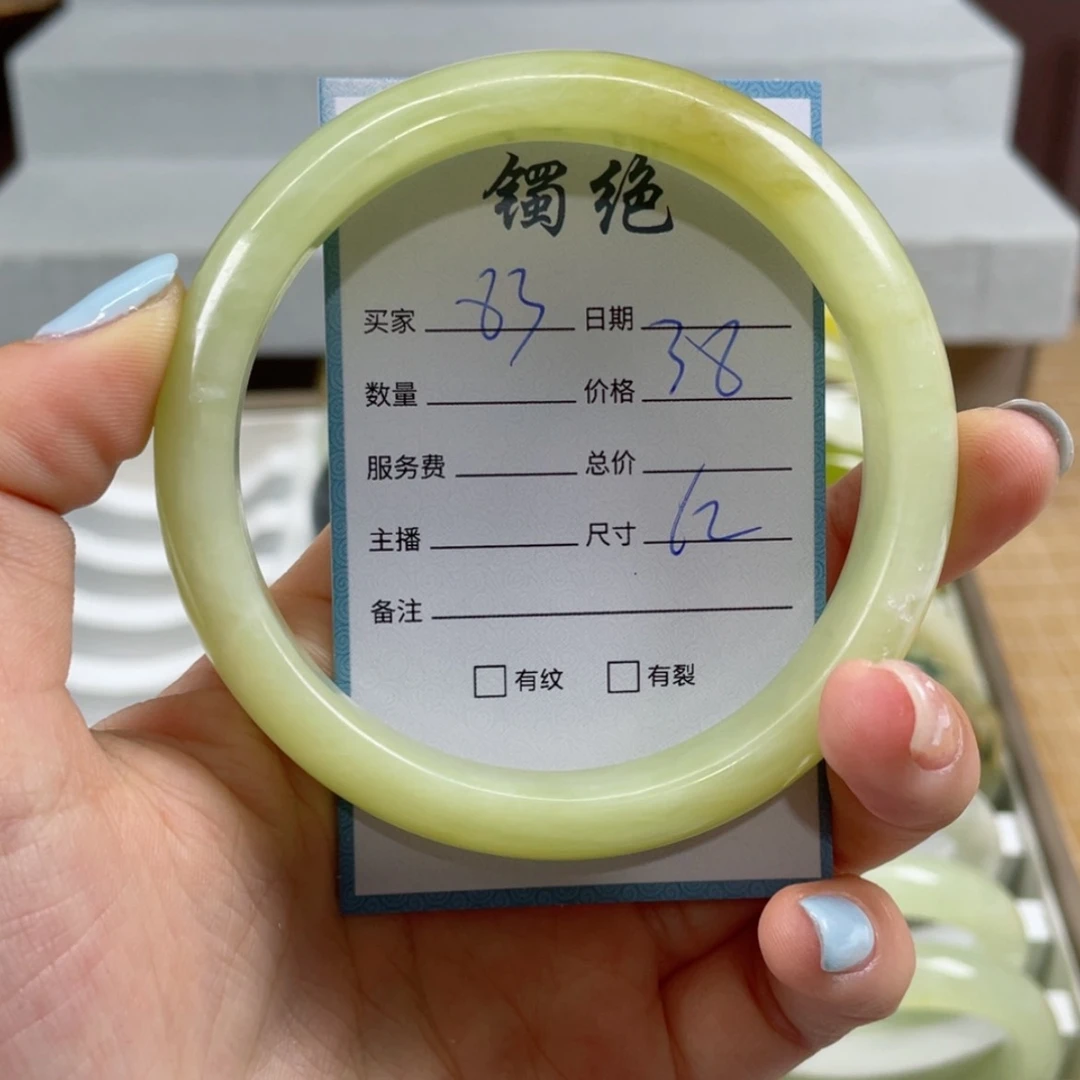 镯绝
买家 83 日期
数量 价格 38
服务费 总价
主播 尺寸 62
备注
□有纹 □有裂